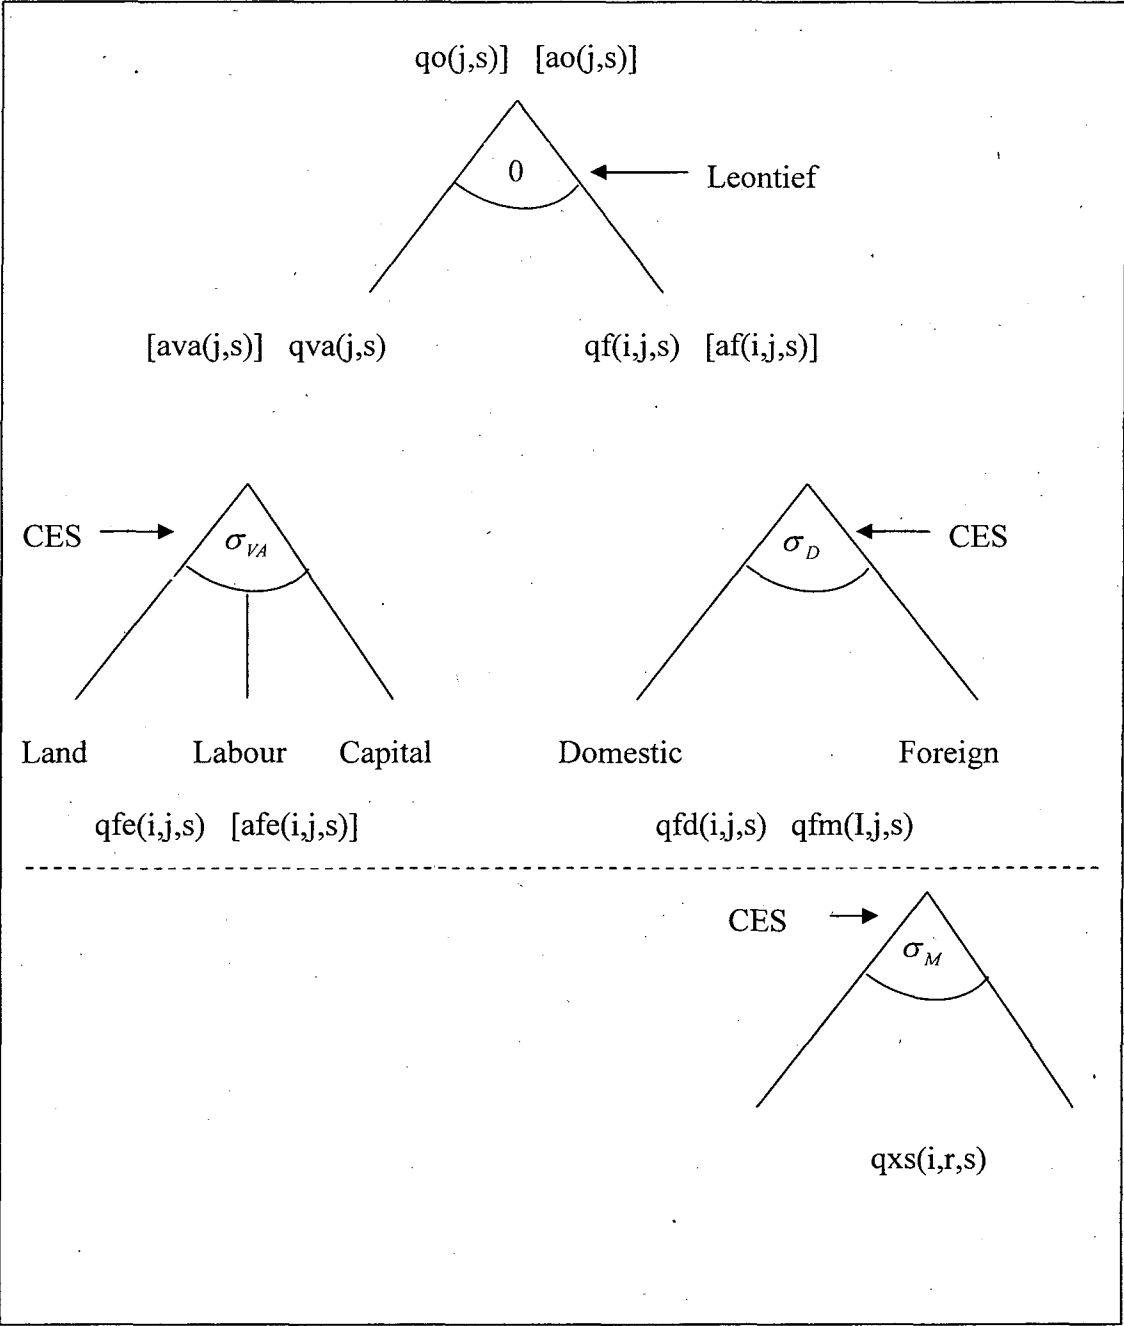 qo(j,s)] [ao(j,s)]
0
Leontief
[ava(j,s)] qva(j,s) qf(i,j,s) [af(i,j,s)]
CES σVA σD CES
Land Labour Capital Domestic Foreign
qfe(i,j,s) [afe(i,j,s)] qfd(i,j,s) qfm(I,j,s)
CES
σM
qxs(i,r,s)